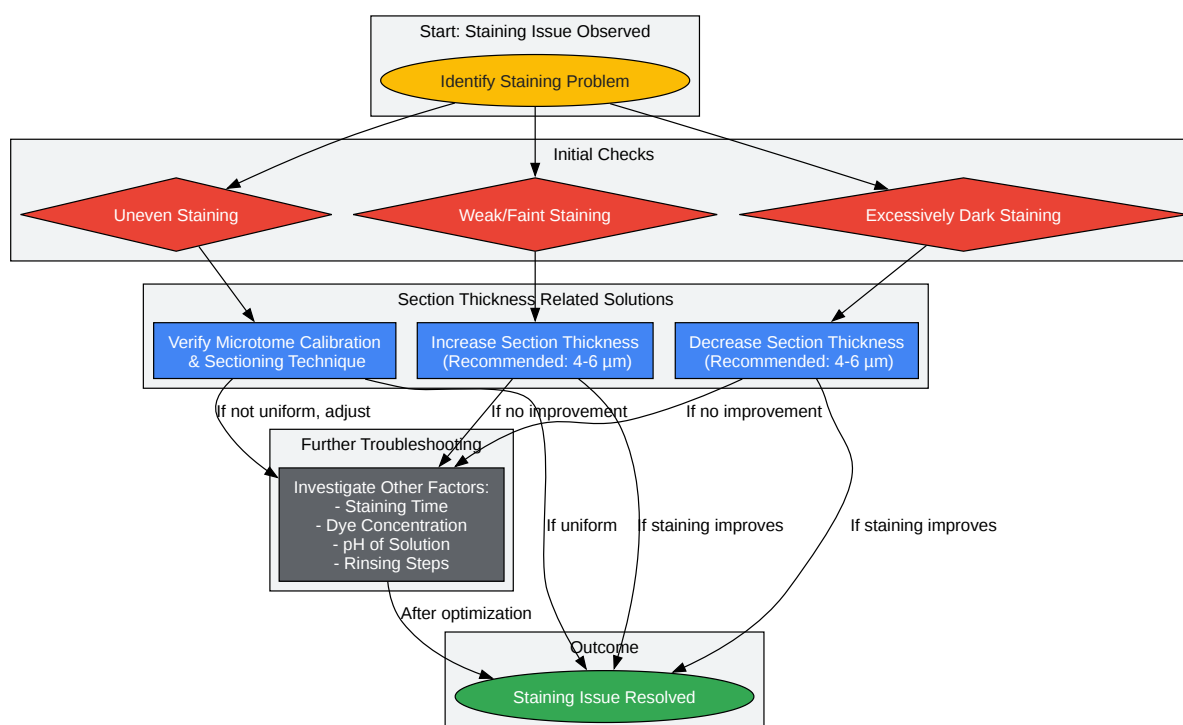 Start: Staining Issue Observed
Identify Staining Problem
Initial Checks
Uneven Staining
Weak/Faint Staining
Excessively Dark Staining
Section Thickness Related Solutions
Verify Microtome Calibration
& Sectioning Technique
Increase Section Thickness
(Recommended: 4-6 µm)
Decrease Section Thickness
(Recommended: 4-6 µm)
If not uniform, adjust
If no improvement
If no improvement
Further Troubleshooting
Investigate Other Factors:
- Staining Time
- Dye Concentration
- pH of Solution
- Rinsing Steps
If uniform
If staining improves
If staining improves
After optimization
Outcome
Staining Issue Resolved